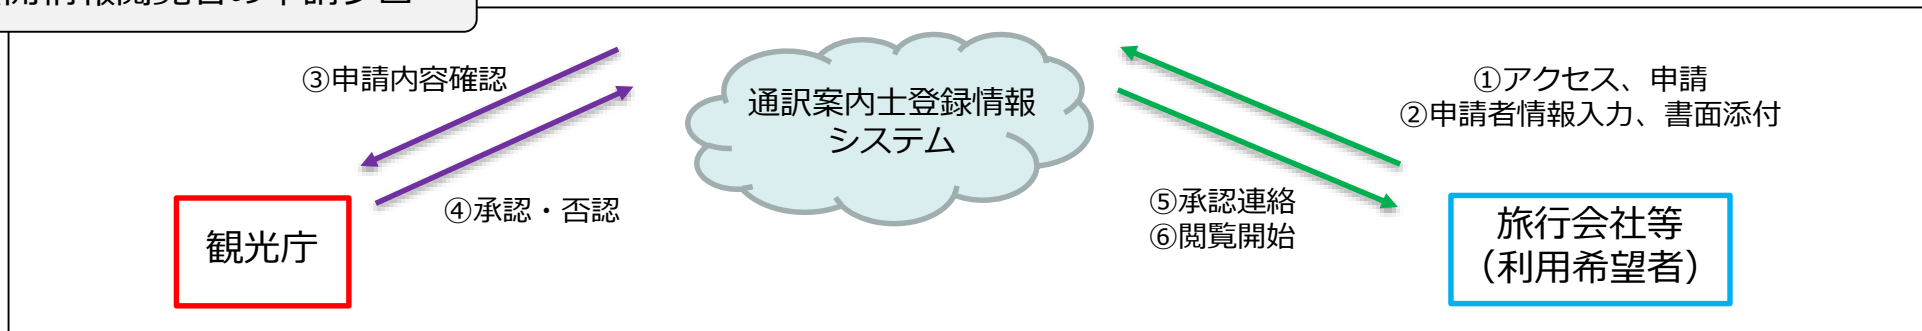 ③申請内容確認
通訳案内士登録情報
システム
①アクセス、申請
②申請者情報入力、書面添付
④承認・否認
⑤承認連絡
⑥閲覧開始
観光庁
旅行会社等
（利用希望者）